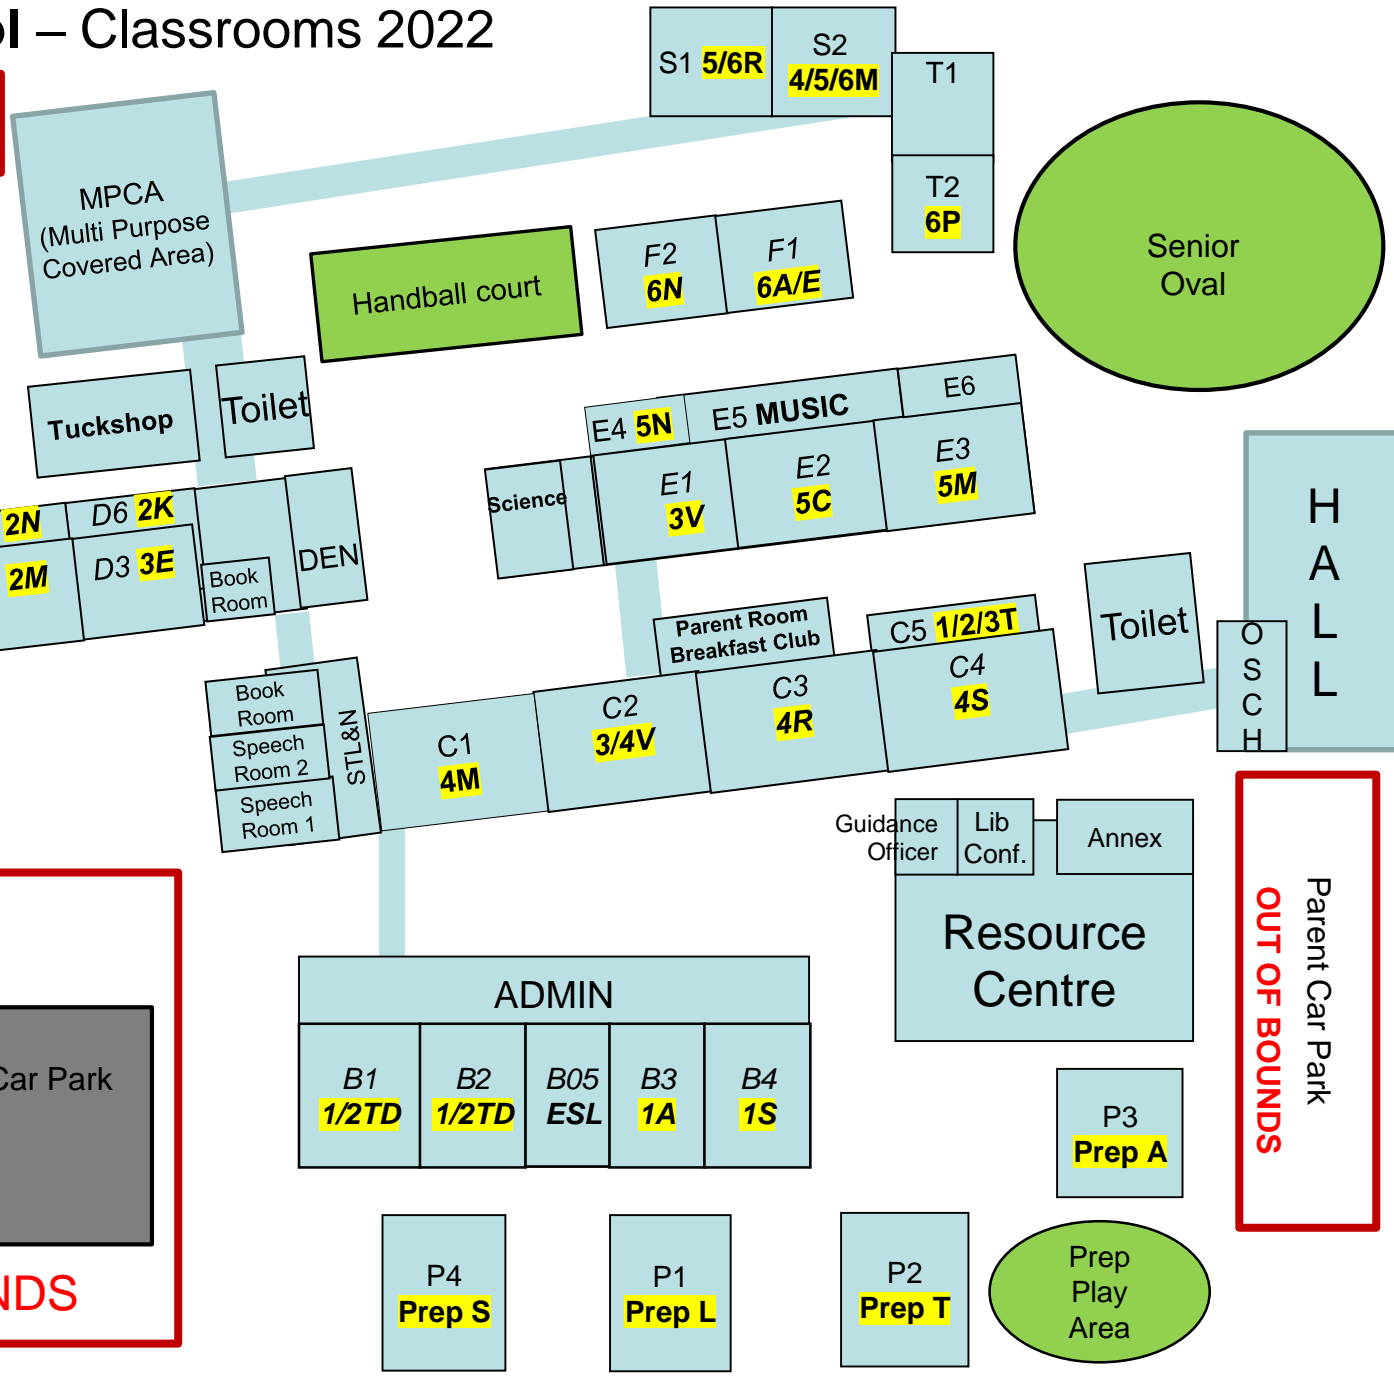 ol – Classrooms 2022
S1 5/6R
S2
4/5/6M
T1
T2
6P
MPCA
(Multi Purpose
Covered Area)
Handball court
F2
6N
F1
6A/E
Senior
Oval
Tuckshop
Toilet
E4 5N
E5 MUSIC
E6
Science
E1
3V
E2
5C
E3
5M
2N
D6 2K
2M
D3 3E
Book
Room
DEN
HALL
OSCH
Toilet
Parent Room
Breakfast Club
C5 1/2/3T
Book
Room
Speech
Room 2
Speech
Room 1
STL&N
C1
4M
C2
3/4V
C3
4R
C4
4S
Guidance
Officer
Lib
Conf.
Annex
Resource
Centre
Parent Car Park
OUT OF BOUNDS
Car Park
NDS
ADMIN
B1
1/2TD
B2
1/2TD
B05
ESL
B3
1A
B4
1S
P3
Prep A
P4
Prep S
P1
Prep L
P2
Prep T
Prep
Play
Area